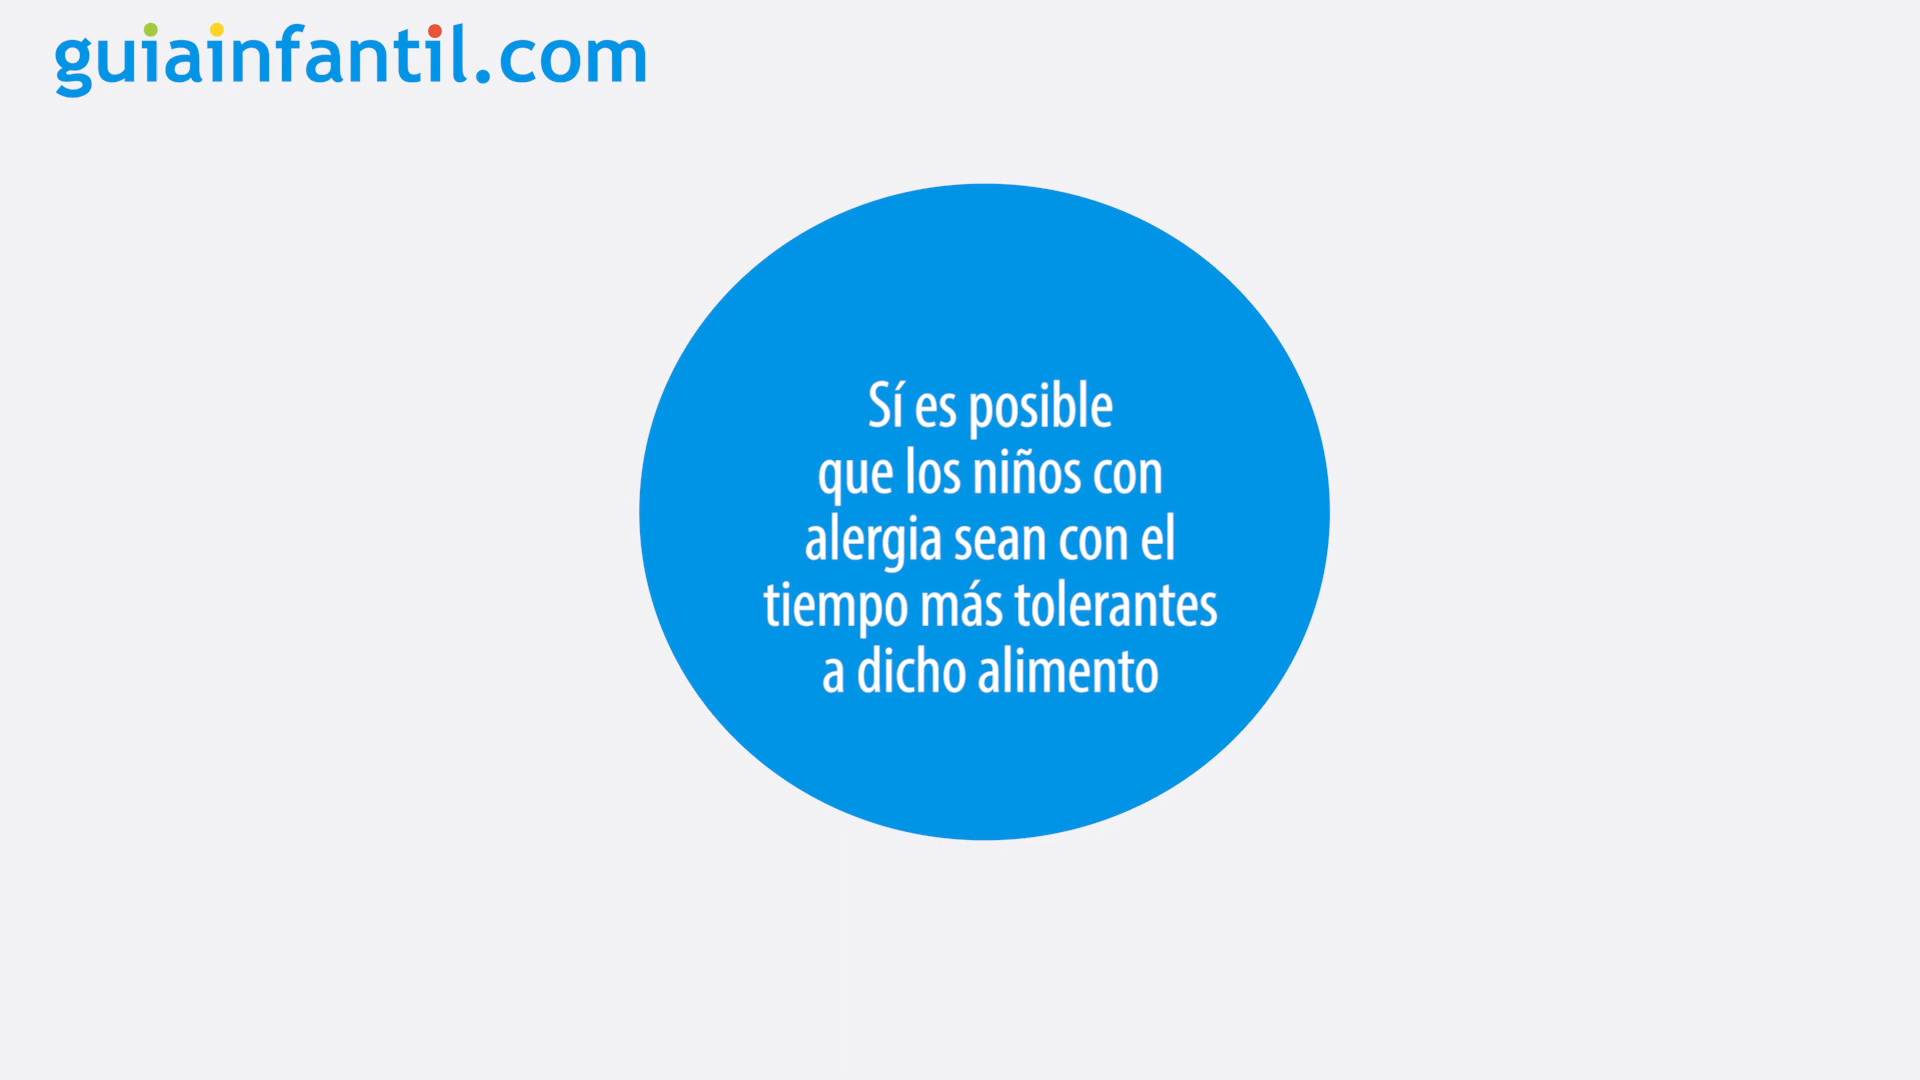 guiainfantil.com
Sí es posible
que los niños con
alergia sean con el
tiempo más tolerantes
a dicho alimento